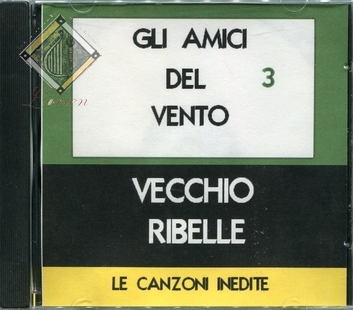 GLI AMICI
DEL 3
VENTO
VECCHIO
RIBELLE
LE CANZONI INEDITE